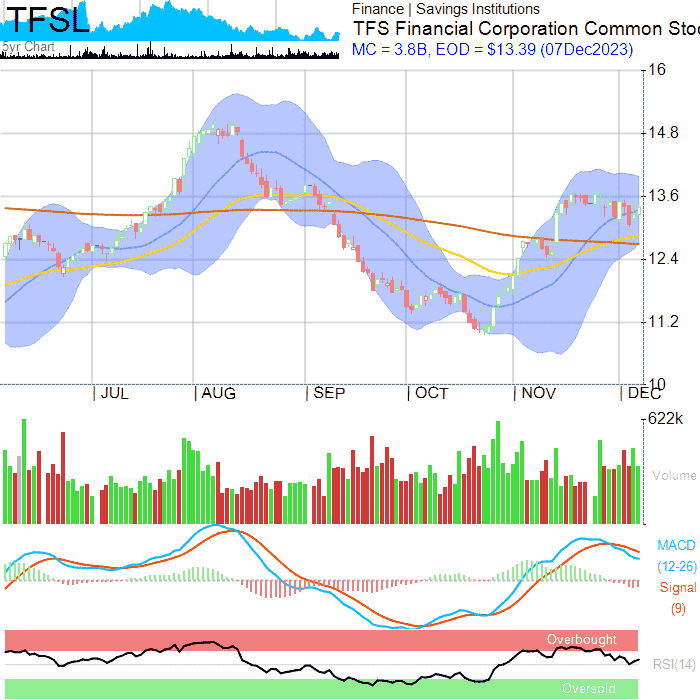 TFSL
5yr Chart
Finance | Savings Institutions
TFS Financial Corporation Common Stoc
MC = 3.8B, EOD = $13.39 (07Dec2023)
16
14.8
13.6
12.4
11.2
10
| JUL | AUG | SEP | OCT | NOV | DEC
622k
Volume
MACD
(12-26)
Signal
(9)
Overbought
RSI(14)
Oversold